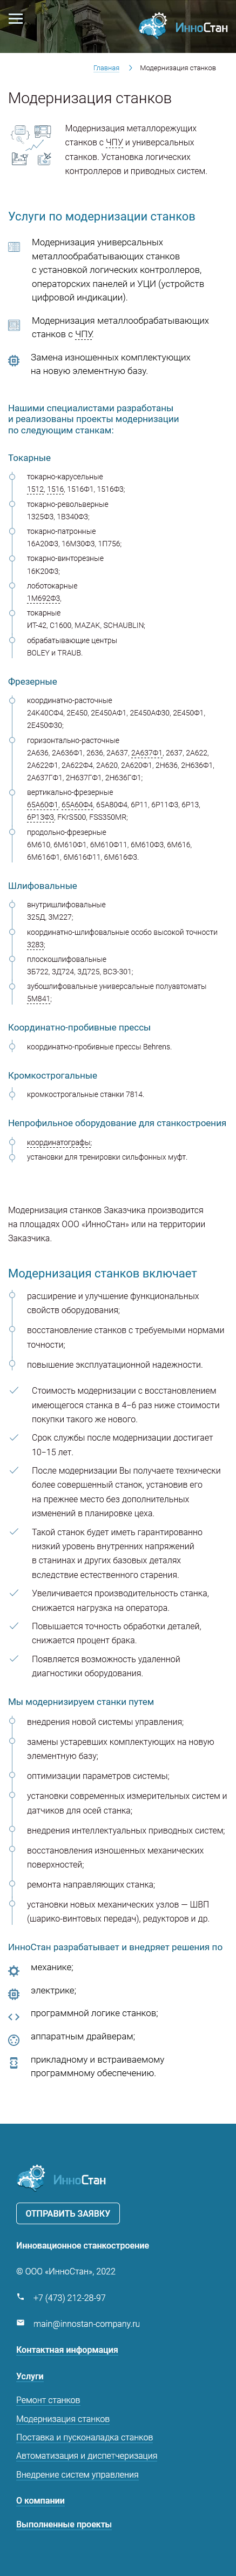 ИнноСтан
Главная > Модернизация станков
Модернизация станков
Модернизация металлорежущих
станков с ЧПУ и универсальных
станков. Установка логических
контроллеров и приводных систем.
Услуги по модернизации станков
Модернизация универсальных
металлообрабатывающих станков
с установкой логических контроллеров,
операторских панелей и УЦИ (устройств
цифровой индикации).
Модернизация металлообрабатывающих
станков с ЧПУ.
Замена изношенных комплектующих
на новую элементную базу.
Нашими специалистами разработаны
и реализованы проекты модернизации
по следующим станкам:
Токарные
токарно-карусельные
1512, 1516, 1516Ф1, 1516Ф3;
токарно-револьверные
1325Ф3, 1В340Ф3;
токарно-патронные
16А20Ф3, 16М30Ф3, 1П756;
токарно-винторезные
16К20Ф3;
лоботокарные
1М692Ф3,
токарные
ИТ-42, С1600, MAZAK, SCHAUBLIN;
обрабатывающие центры
BOLEY и TRAUB.
Фрезерные
координатно-расточные
24К40СФ4, 2Е450, 2Е450АФ1, 2Е450АФ30, 2Е450Ф1,
2Е450Ф30;
горизонтально-расточные
2А636, 2А636Ф1, 2636, 2А637, 2А637Ф1, 2637, 2А622,
2А622Ф1, 2А622Ф4, 2А620, 2А620Ф1, 2Н636, 2Н636Ф1,
2А637ГФ1, 2Н637ГФ1, 2Н636ГФ1;
вертикально-фрезерные
65А60Ф1, 65А60Ф4, 65А80Ф4, 6Р11, 6Р11Ф3, 6Р13,
6Р13Ф3, FKrS500, FSS350MR;
продольно-фрезерные
6М610, 6М610Ф1, 6М610Ф11, 6М610Ф3, 6М616,
6М616Ф1, 6М616Ф11, 6М616Ф3.
Шлифовальные
внутришлифовальные
325Д, 3М227;
координатно-шлифовальные особо высокой точности
3283;
плоскошлифовальные
3Б722, 3Д724, 3Д725, ВСЗ-301;
зубошлифовальные универсальные полуавтоматы
5М841;
Координатно-пробивные прессы
координатно-пробивные прессы Behrens.
Кромкострогальные
кромкострогальные станки 7814.
Непрофильное оборудование для станкостроения
координатографы;
установки для тренировки сильфонных муфт.
Модернизация станков Заказчика производится
на площадях ООО «ИнноСтан» или на территории
Заказчика.
Модернизация станков включает
расширение и улучшение функциональных
свойств оборудования;
восстановление станков с требуемыми нормами
точности;
повышение эксплуатационной надежности.
Стоимость модернизации с восстановлением
имеющегося станка в 4–6 раз ниже стоимости
покупки такого же нового.
Срок службы после модернизации достигает
10–15 лет.
После модернизации Вы получаете технически
более совершенный станок, установив его
на прежнее место без дополнительных
изменений в планировке цеха.
Такой станок будет иметь гарантированно
низкий уровень внутренних напряжений
в станинах и других базовых деталях
вследствие естественного старения.
Увеличивается производительность станка,
снижается нагрузка на оператора.
Повышается точность обработки деталей,
снижается процент брака.
Появляется возможность удаленной
диагностики оборудования.
Мы модернизируем станки путем
внедрения новой системы управления;
замены устаревших комплектующих на новую
элементную базу;
оптимизации параметров системы;
установки современных измерительных систем и
датчиков для осей станка;
внедрения интеллектуальных приводных систем;
восстановления изношенных механических
поверхностей;
ремонта направляющих станка;
установки новых механических узлов — ШВП
(шарико-винтовых передач), редукторов и др.
ИнноСтан разрабатывает и внедряет решения по
механике;
электрике;
программной логике станков;
аппаратным драйверам;
прикладному и встраиваемому
программному обеспечению.
ИнноСтан
ОТПРАВИТЬ ЗАЯВКУ
Инновационное станкостроение
© ООО «ИнноСтан», 2022
+7 (473) 212-28-97
main@innostan-company.ru
Контактная информация
Услуги
Ремонт станков
Модернизация станков
Поставка и пусконаладка станков
Автоматизация и диспетчеризация
Внедрение систем управления
О компании
Выполненные проекты